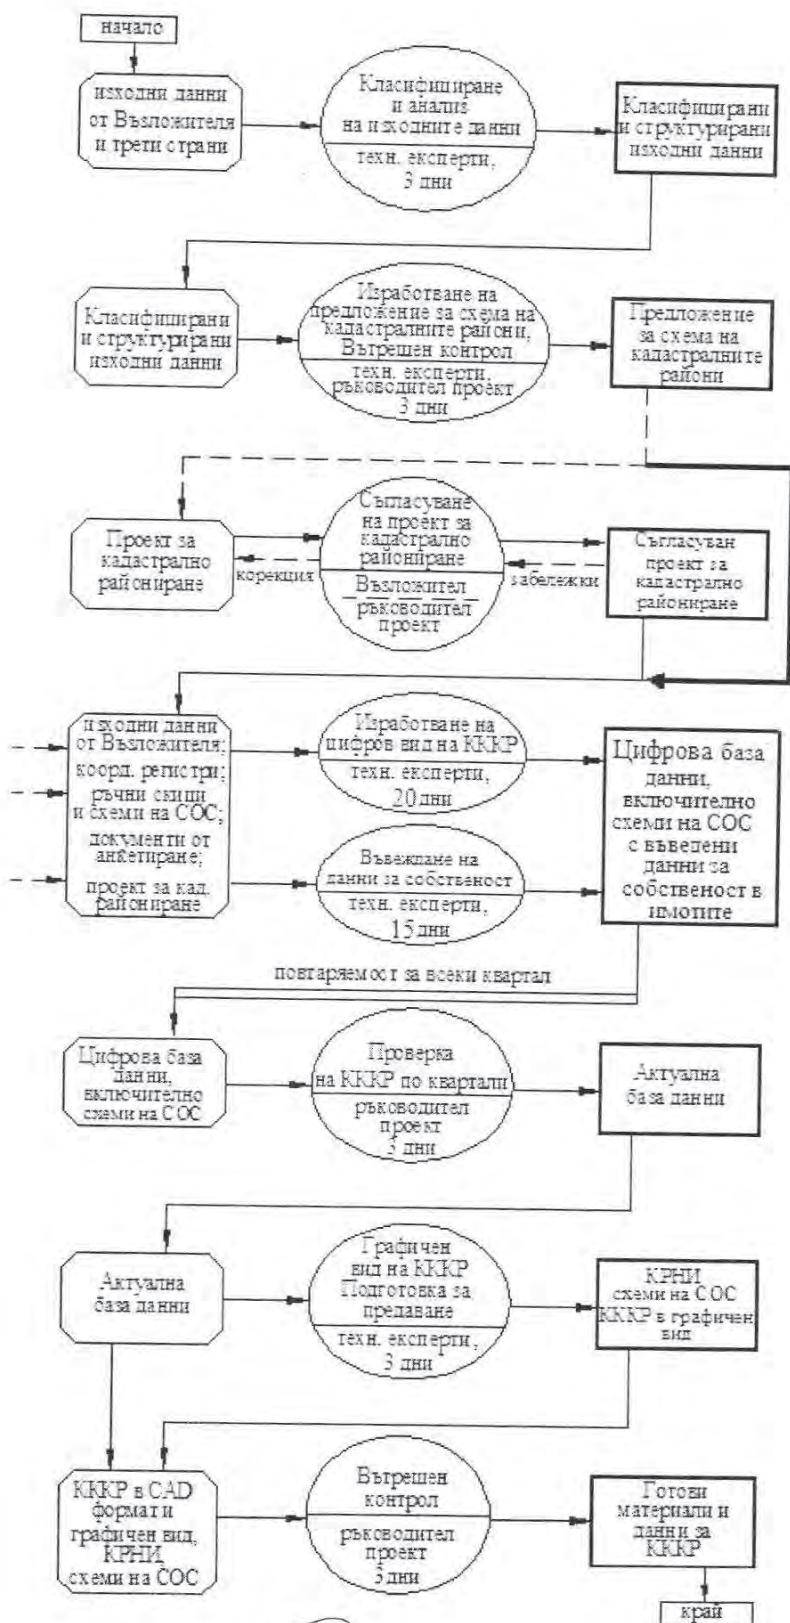 начало
изходни данни
от Възложителя
и трети страни
Класифициране
и анализ
на изходните данни
техн. експерти,
3 дни
Класифицирани
и структурирани
изходни данни
Класифицирани
и структурирани
изходни данни
Изработване на
предложение за схема на
кадастралните райони,
Вътрешен контрол
техн. експерти,
ръководител проект
3 дни
Предложение
за схема на
кадастралните
райони
Проект за
кадастрално
райониране
корекция
Съгласуване
на проект за
кадастрално
райониране
Възложител
ръководител
проект
забележки
Съгласуван
проект за
кадастрално
райониране
изходни данни
от Възложителя;
коорд. регистри;
ръчни скици
и схеми на СОС;
документи от
анкетиране;
проект за кад.
райониране
Изработване на
цифров вид на КККР
техн. експерти,
20 дни
Въвеждане на
данни за собственост
техн. експерти,
15 дни
Цифрова база
данни,
включително
схеми на СОС
с въведени
данни за
собственост в
имотите
повтаряемост за всеки квартал
Цифрова база
данни,
включително
схеми на СОС
Проверка
на КККР по квартали
ръководител
проект
3 дни
Актуална
база данни
Актуална
база данни
Графичен
вид на КККР
Подготовка за
предаване
техн. експерти,
3 дни
КРНИ
схеми на СОС
КККР в графичен
вид
КККР в CAD
формат и
графичен вид,
КРНИ,
схеми на СОС
Вътрешен
контрол
ръководител
проект
3 дни
Готови
материали и
данни за
КККР
край